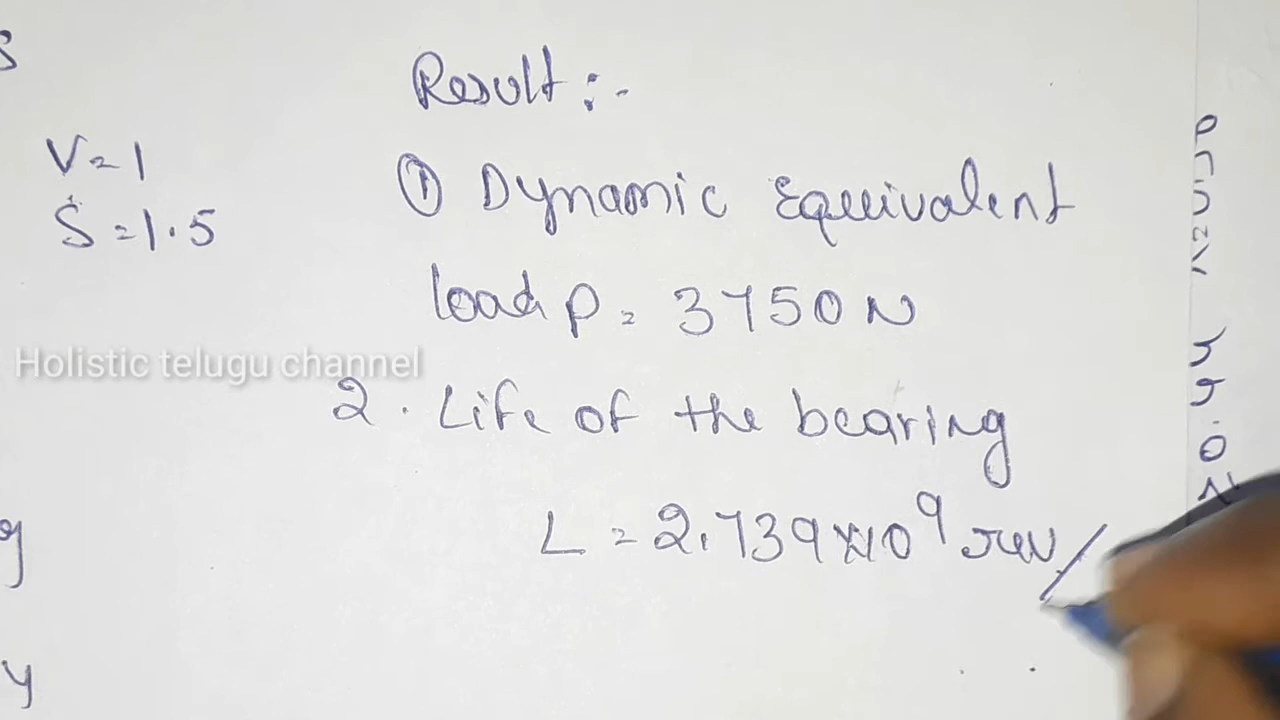 Result :-
V = 1
① Dynamic Equivalent
S = 1.5
load P = 3750 N
Holistic telugu channel
2. Life of the bearing
L = 2.739 x 10⁹ rev/